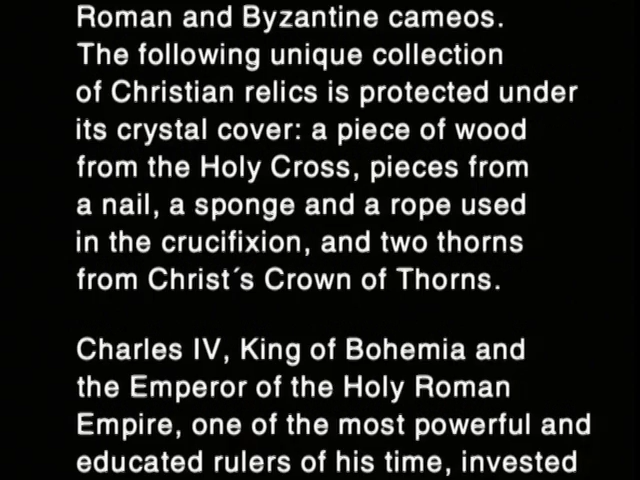 Roman and Byzantine cameos.
The following unique collection
of Christian relics is protected under
its crystal cover: a piece of wood
from the Holy Cross, pieces from
a nail, a sponge and a rope used
in the crucifixion, and two thorns
from Christ´s Crown of Thorns.

Charles IV, King of Bohemia and
the Emperor of the Holy Roman
Empire, one of the most powerful and
educated rulers of his time, invested